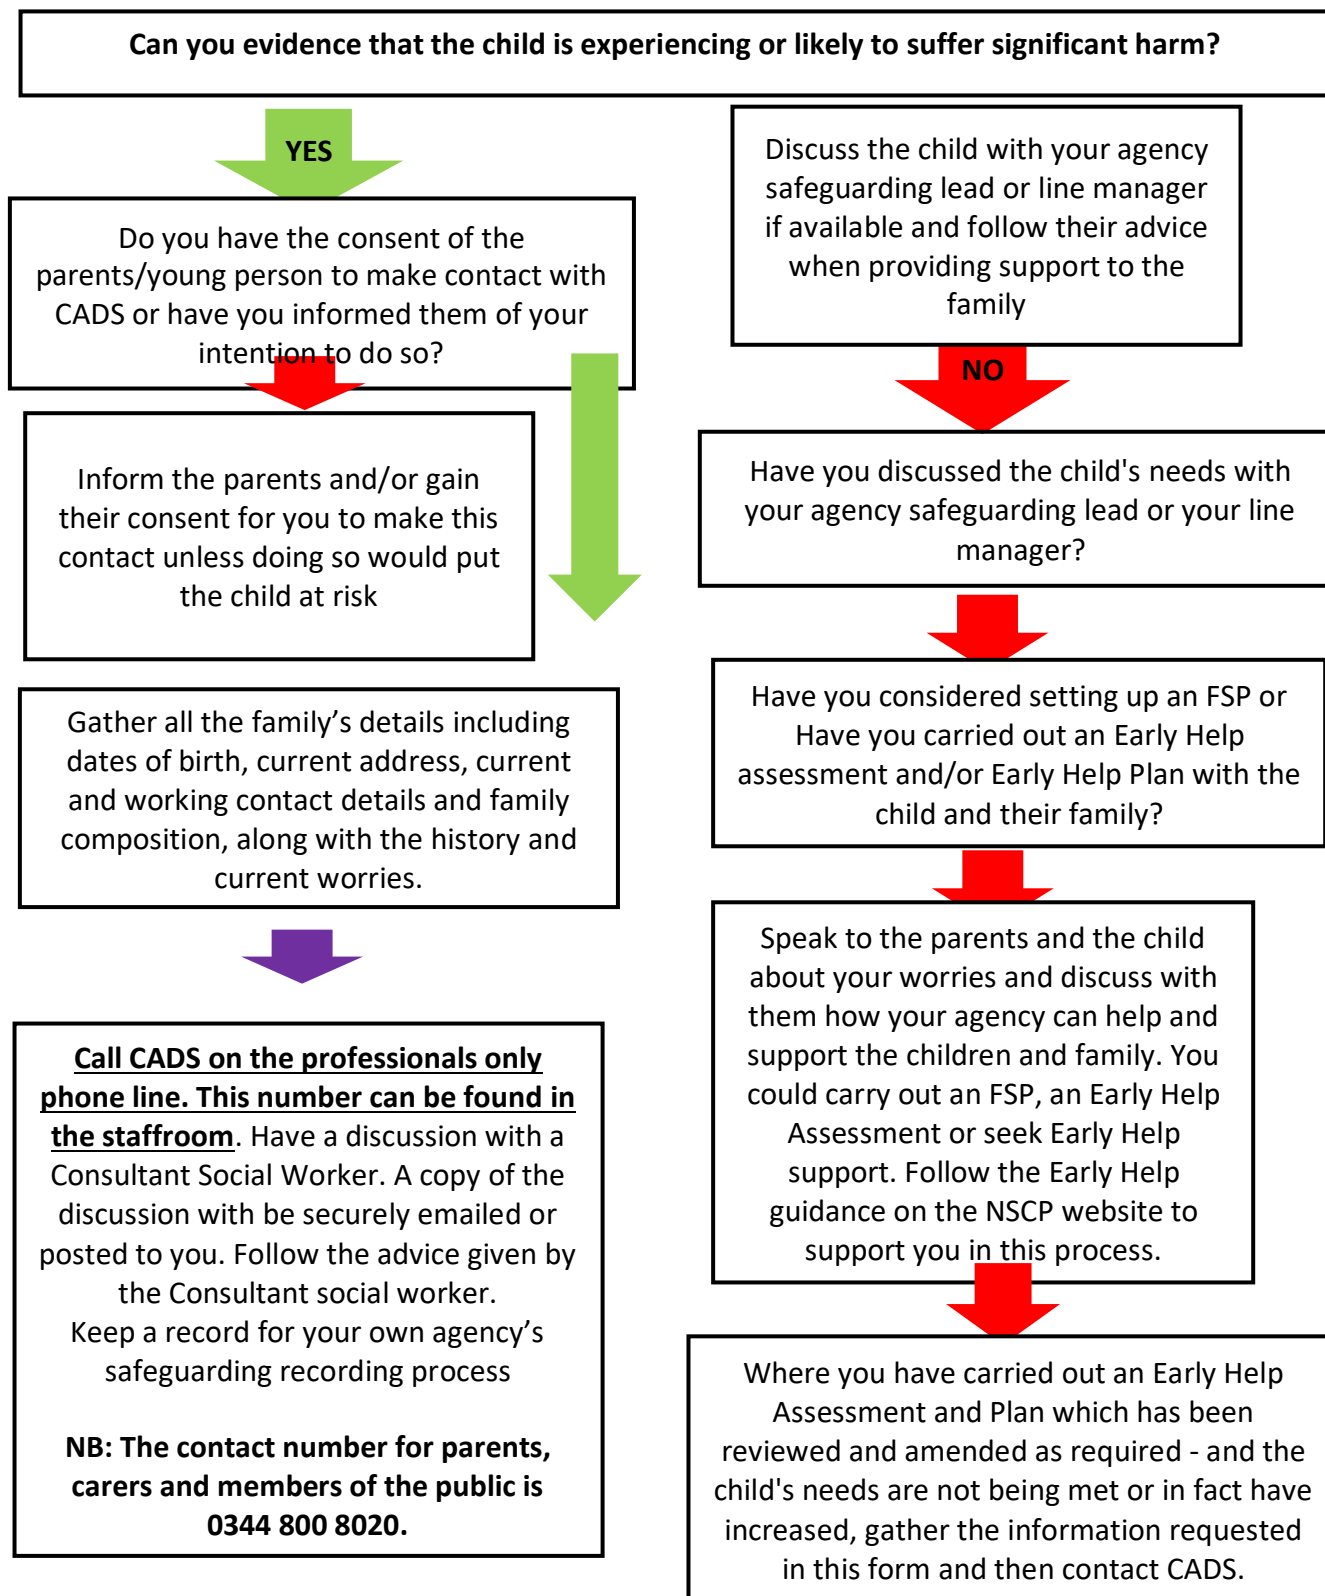 Can you evidence that the child is experiencing or likely to suffer significant harm?
YES
Do you have the consent of the
parents/young person to make contact with
CADS or have you informed them of your
intention to do so?
Inform the parents and/or gain
their consent for you to make this
contact unless doing so would put
the child at risk
Gather all the family’s details including
dates of birth, current address, current
and working contact details and family
composition, along with the history and
current worries.
Call CADS on the professionals only
phone line. This number can be found in
the staffroom. Have a discussion with a
Consultant Social Worker. A copy of the
discussion with be securely emailed or
posted to you. Follow the advice given by
the Consultant social worker.
Keep a record for your own agency’s
safeguarding recording process
NB: The contact number for parents,
carers and members of the public is
0344 800 8020.
Discuss the child with your agency
safeguarding lead or line manager
if available and follow their advice
when providing support to the
family
NO
Have you discussed the child's needs with
your agency safeguarding lead or your line
manager?
Have you considered setting up an FSP or
Have you carried out an Early Help
assessment and/or Early Help Plan with the
child and their family?
Speak to the parents and the child
about your worries and discuss with
them how your agency can help and
support the children and family. You
could carry out an FSP, an Early Help
Assessment or seek Early Help
support. Follow the Early Help
guidance on the NSCP website to
support you in this process.
Where you have carried out an Early Help
Assessment and Plan which has been
reviewed and amended as required - and the
child's needs are not being met or in fact have
increased, gather the information requested
in this form and then contact CADS.